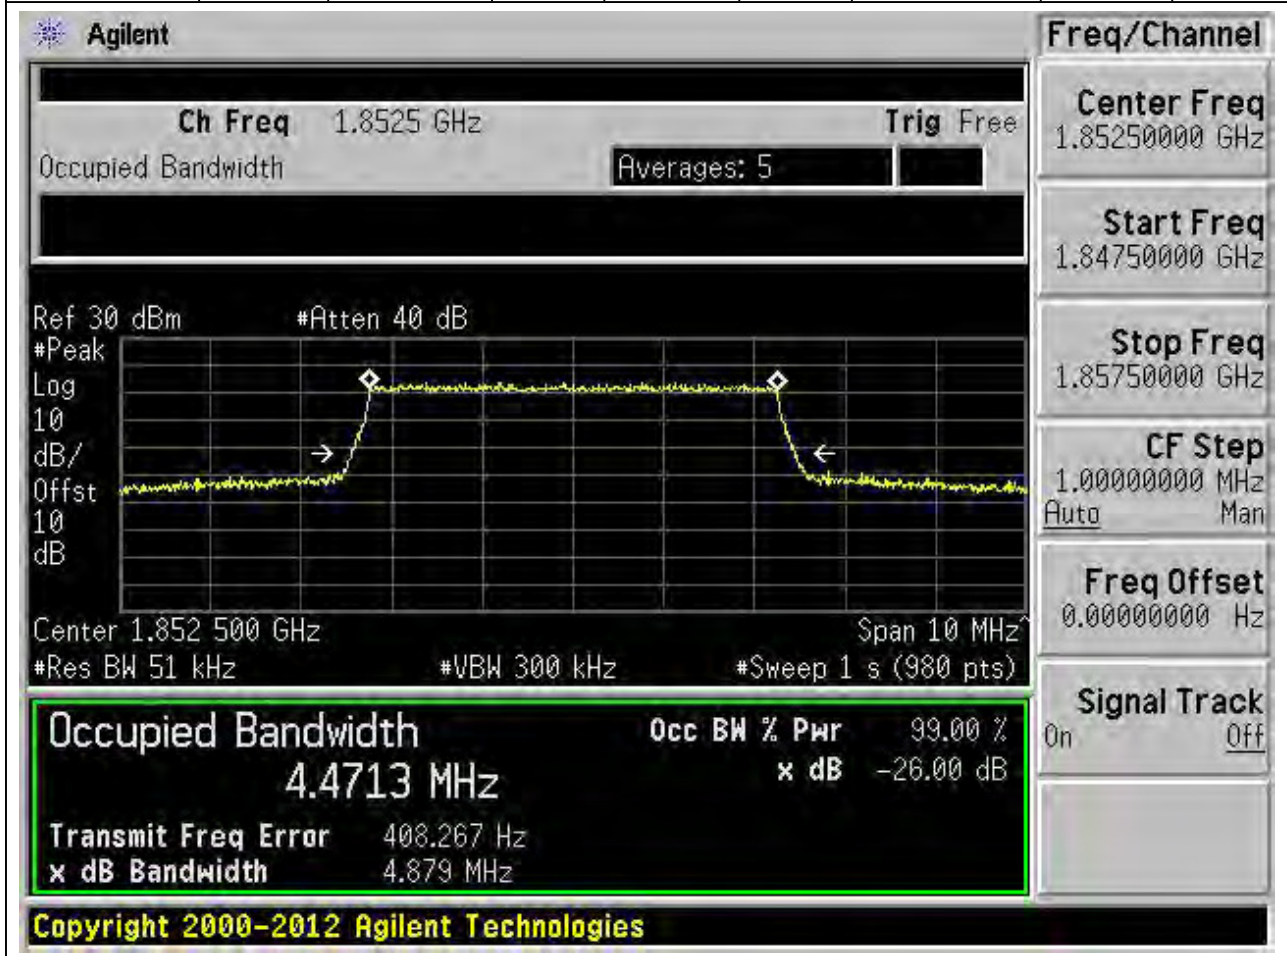 Agilent
Freq/Channel
Ch Freq 1.8525 GHz Trig Free
Occupied Bandwidth Averages: 5
Center Freq
1.85250000 GHz
Start Freq
1.84750000 GHz
Stop Freq
1.85750000 GHz
CF Step
1.00000000 MHz
Auto Man
Freq Offset
0.00000000 Hz
Signal Track
On Off
Ref 30 dBm #Atten 40 dB
#Peak
Log
10
dB/
Offst
10
dB
Center 1.852 500 GHz Span 10 MHz^
#Res BW 51 kHz #VBW 300 kHz #Sweep 1 s (980 pts)
Occupied Bandwidth Occ BW % Pwr 99.00 %
4.4713 MHz x dB -26.00 dB
Transmit Freq Error 408.267 Hz
x dB Bandwidth 4.879 MHz
Copyright 2000-2012 Agilent Technologies